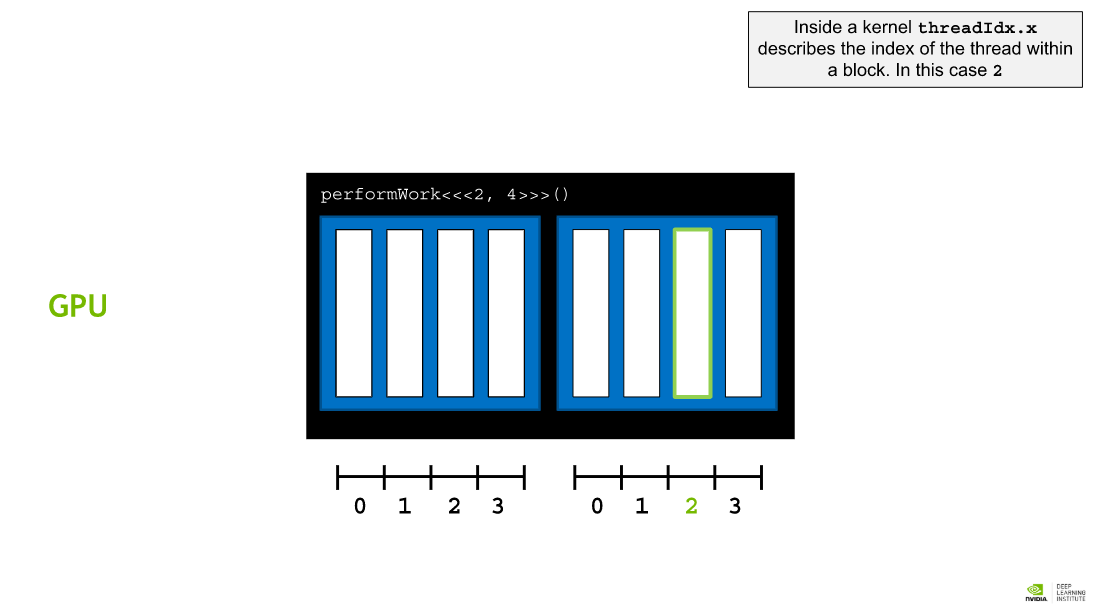 Inside a kernel threadIdx.x
describes the index of the thread within
a block. In this case 2
performWork<<<2, 4>>>()
GPU
0 1 2 3 0 1 2 3
NVIDIA.
DEEP
LEARNING
INSTITUTE